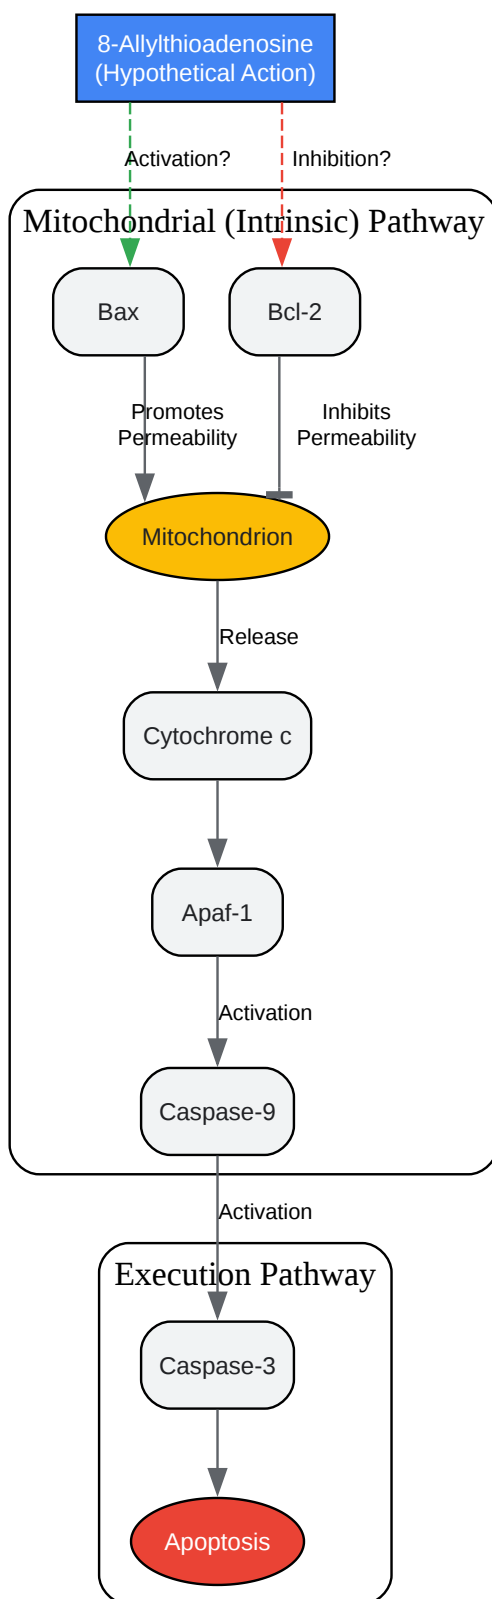 8-Allylthioadenosine
(Hypothetical Action)
Activation?
Inhibition?
Mitochondrial (Intrinsic) Pathway
Bax
Bcl-2
Promotes
Permeability
Inhibits
Permeability
Mitochondrion
Release
Cytochrome c
Apaf-1
Activation
Caspase-9
Activation
Execution Pathway
Caspase-3
Apoptosis